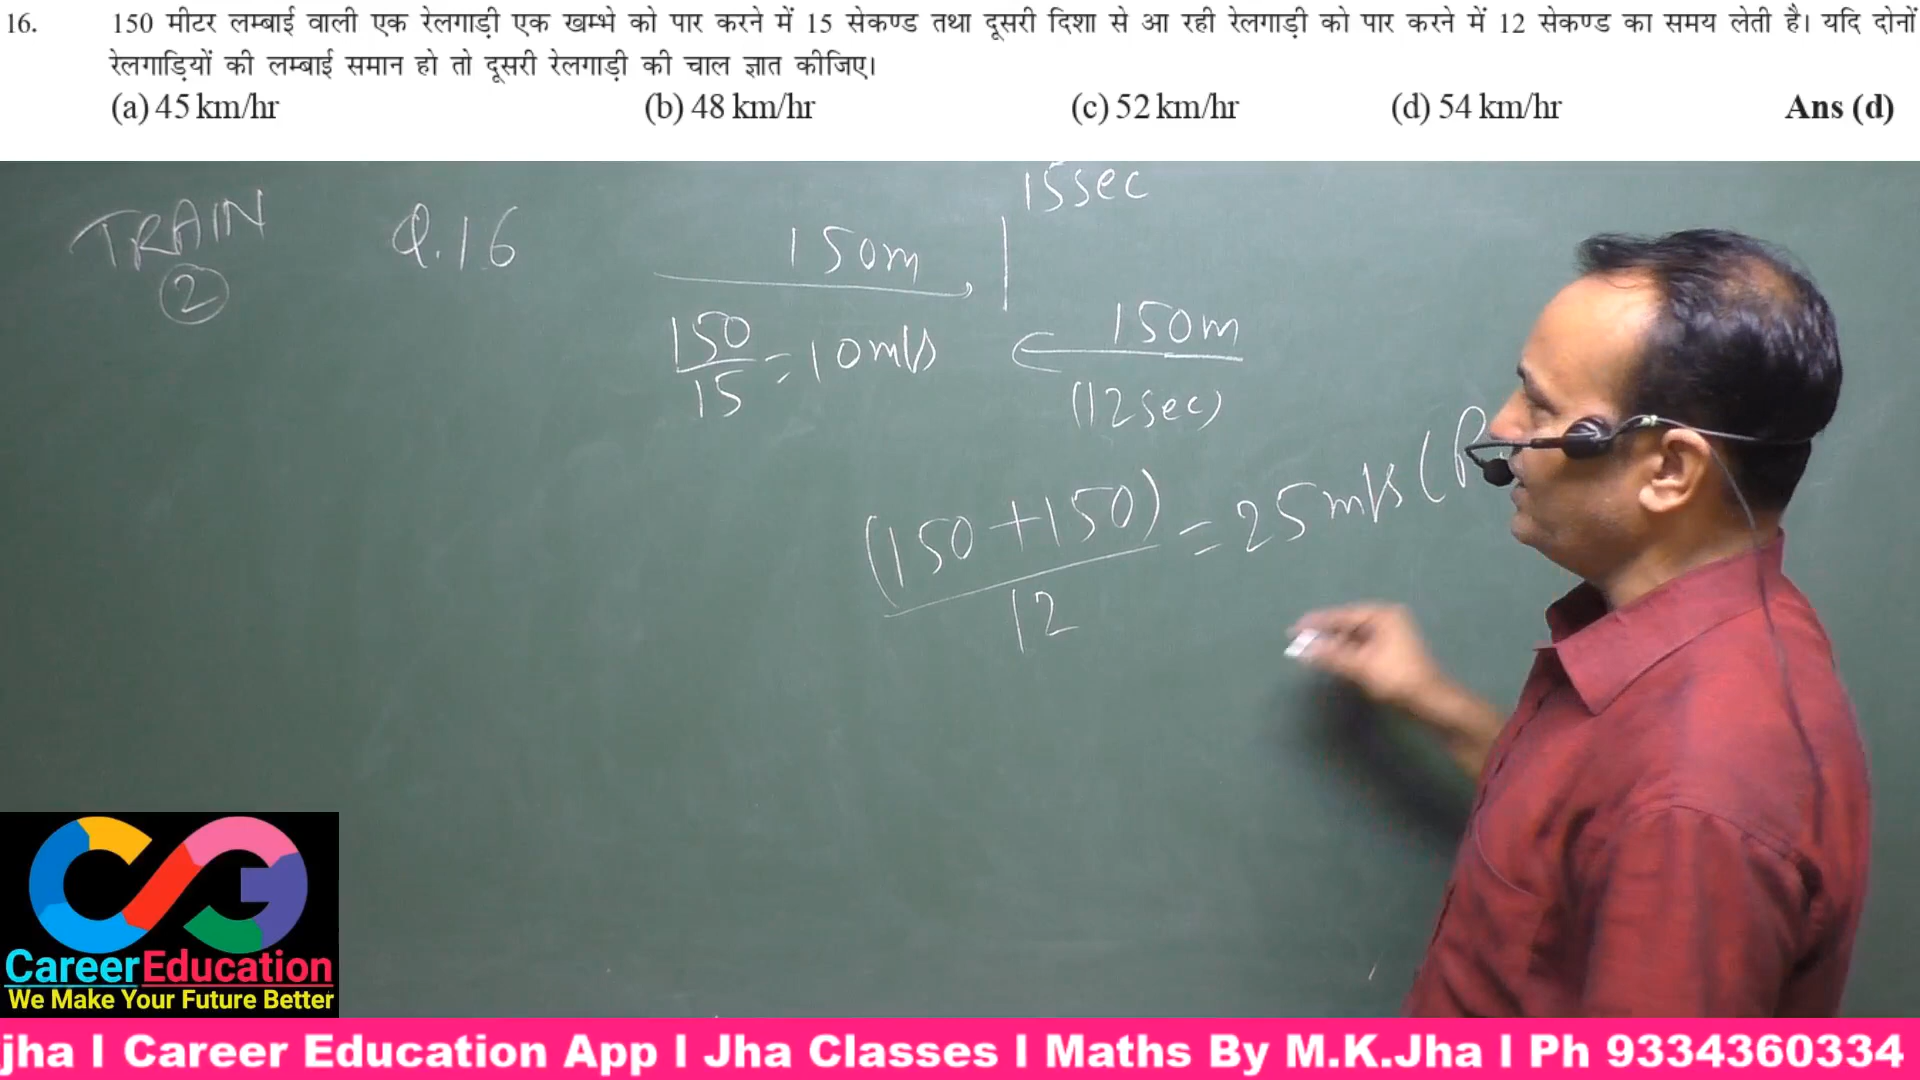 16. 150 मीटर लम्बाई वाली एक रेलगाड़ी एक खम्भे को पार करने में 15 सेकण्ड तथा दूसरी दिशा से आ रही रेलगाड़ी को पार करने में 12 सेकण्ड का समय लेती है। यदि दोनों
रेलगाड़ियों की लम्बाई समान हो तो दूसरी रेलगाड़ी की चाल ज्ञात कीजिए।
(a) 45 km/hr (b) 48 km/hr (c) 52 km/hr (d) 54 km/hr Ans (d)
15sec
TRAIN Q.16 150m
2
150/15 = 10m/s
150m
(12sec)
(150+150)/12 = 25m/s (
CareerEducation
We Make Your Future Better
jha I Career Education App I Jha Classes I Maths By M.K.Jha I Ph 9334360334